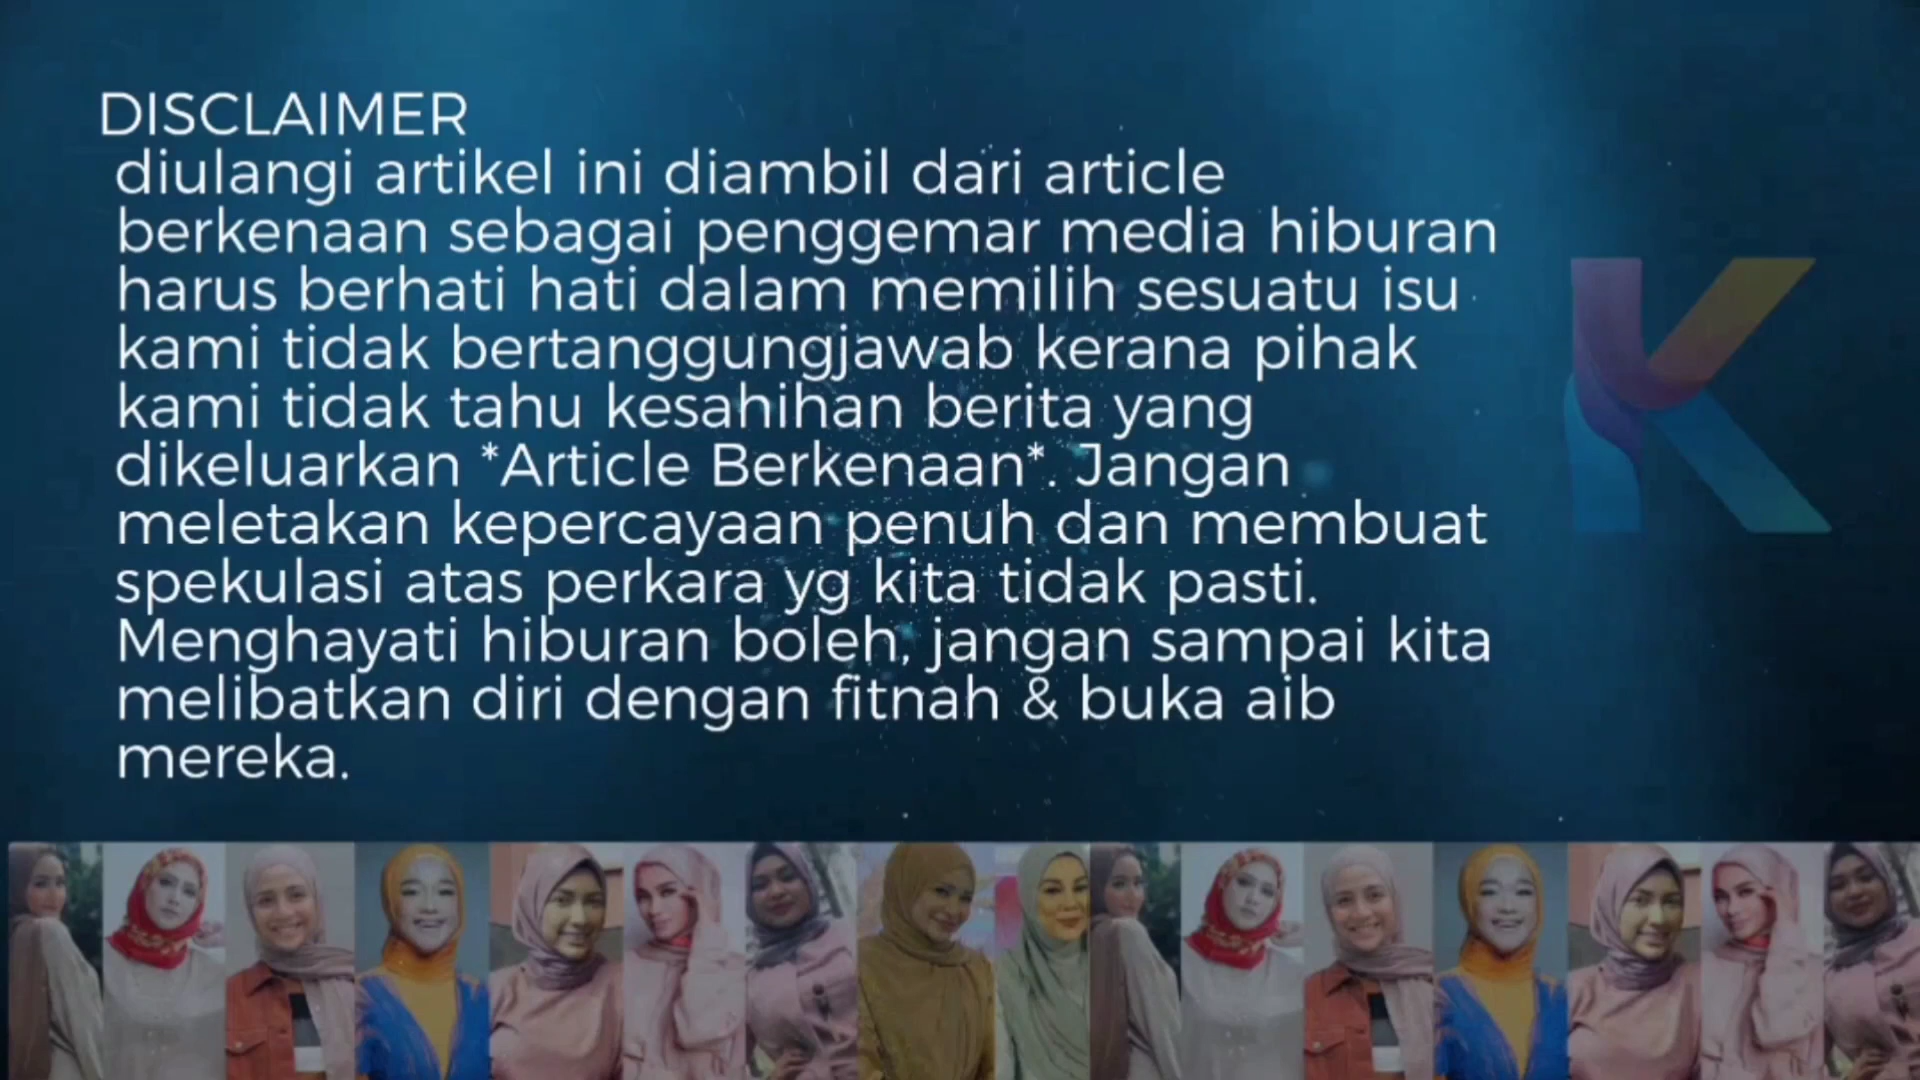 DISCLAIMER
diulangi artikel ini diambil dari article
berkenaan sebagai penggemar media hiburan
harus berhati hati dalam memilih sesuatu isu
kami tidak bertanggungjawab kerana pihak
kami tidak tahu kesahihan berita yang
dikeluarkan *Article Berkenaan*. Jangan
meletakan kepercayaan penuh dan membuat
spekulasi atas perkara yg kita tidak pasti.
Menghayati hiburan boleh, jangan sampai kita
melibatkan diri dengan fitnah & buka aib
mereka.
K